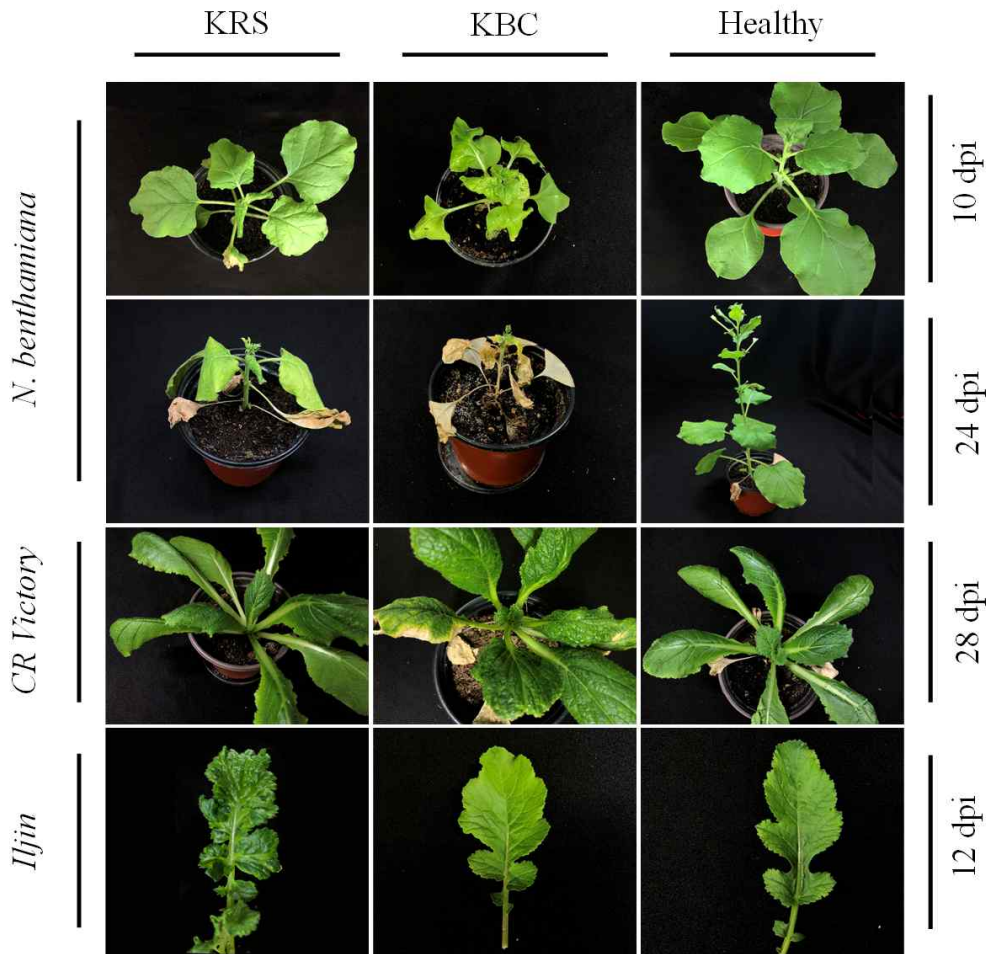 KRS
KBC
Healthy
N. benthamiana
10 dpi
24 dpi
CR Victory
28 dpi
Iljin
12 dpi